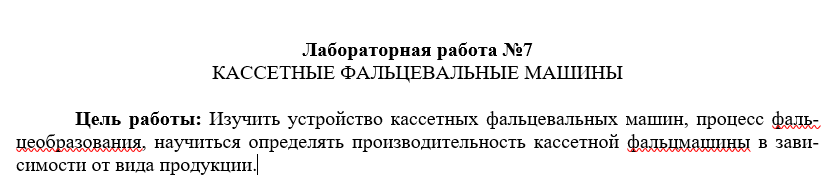 Лабораторная работа №7
КАССЕТНЫЕ ФАЛЬЦЕВАЛЬНЫЕ МАШИНЫ
Цель работы: Изучить устройство кассетных фальцевальных машин, процесс фаль-
цеобразования, научиться определять производительность кассетной фальцмашины в зави-
симости от вида продукции.